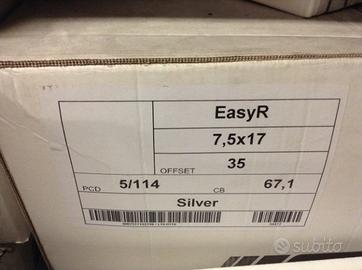 EasyR
7,5x17
OFFSET 35
PCD 5/114 CB 67,1
Silver
subito